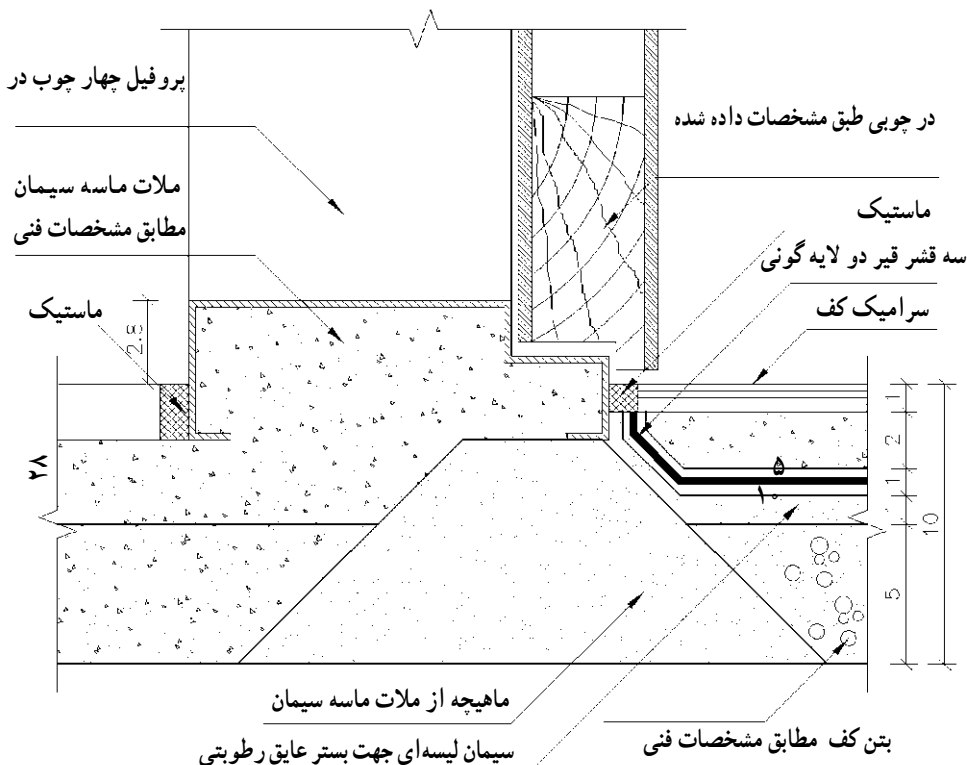 پروفیل چهار چوب در
ملات ماسه سیمان
مطابق مشخصات فنی
ماستیک
در چوبی طبق مشخصات داده شده
ماستیک
سه قشر قیر دو لایه گونی
سرامیک کف
2.8
۲۸
۵
۱۰
1
2
1
5
10
ماهیچه از ملات ماسه سیمان
سیمان لیسه‌ای جهت بستر عایق رطوبتی
بتن کف مطابق مشخصات فنی